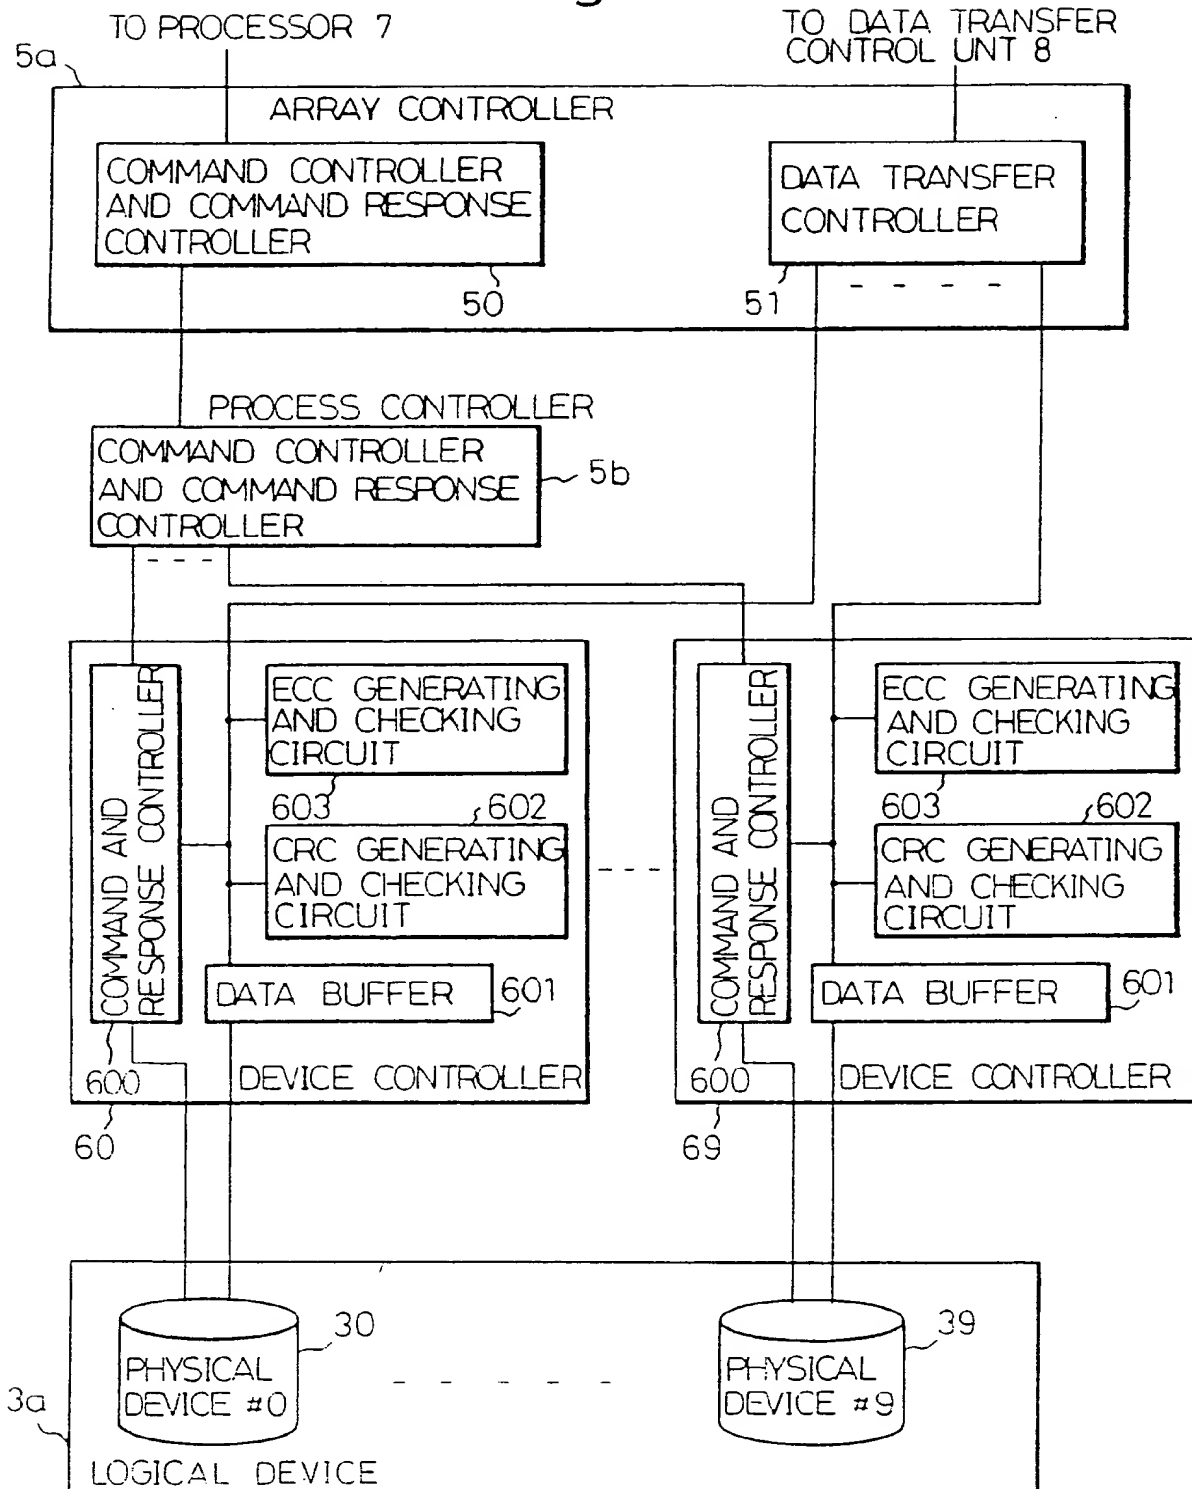 g
TO PROCESSOR 7
TO DATA TRANSFER
CONTROL UNT 8
5a
ARRAY CONTROLLER
COMMAND CONTROLLER
AND COMMAND RESPONSE
CONTROLLER
50
DATA TRANSFER
CONTROLLER
51
PROCESS CONTROLLER
COMMAND CONTROLLER
AND COMMAND RESPONSE
CONTROLLER
5b
COMMAND AND
RESPONSE CONTROLLER
ECC GENERATING
AND CHECKING
CIRCUIT
603
602
CRC GENERATING
AND CHECKING
CIRCUIT
DATA BUFFER
601
600
DEVICE CONTROLLER
60
COMMAND AND
RESPONSE CONTROLLER
ECC GENERATING
AND CHECKING
CIRCUIT
603
602
CRC GENERATING
AND CHECKING
CIRCUIT
DATA BUFFER
601
600
DEVICE CONTROLLER
69
30
PHYSICAL
DEVICE #0
39
PHYSICAL
DEVICE #9
3a
LOGICAL DEVICE